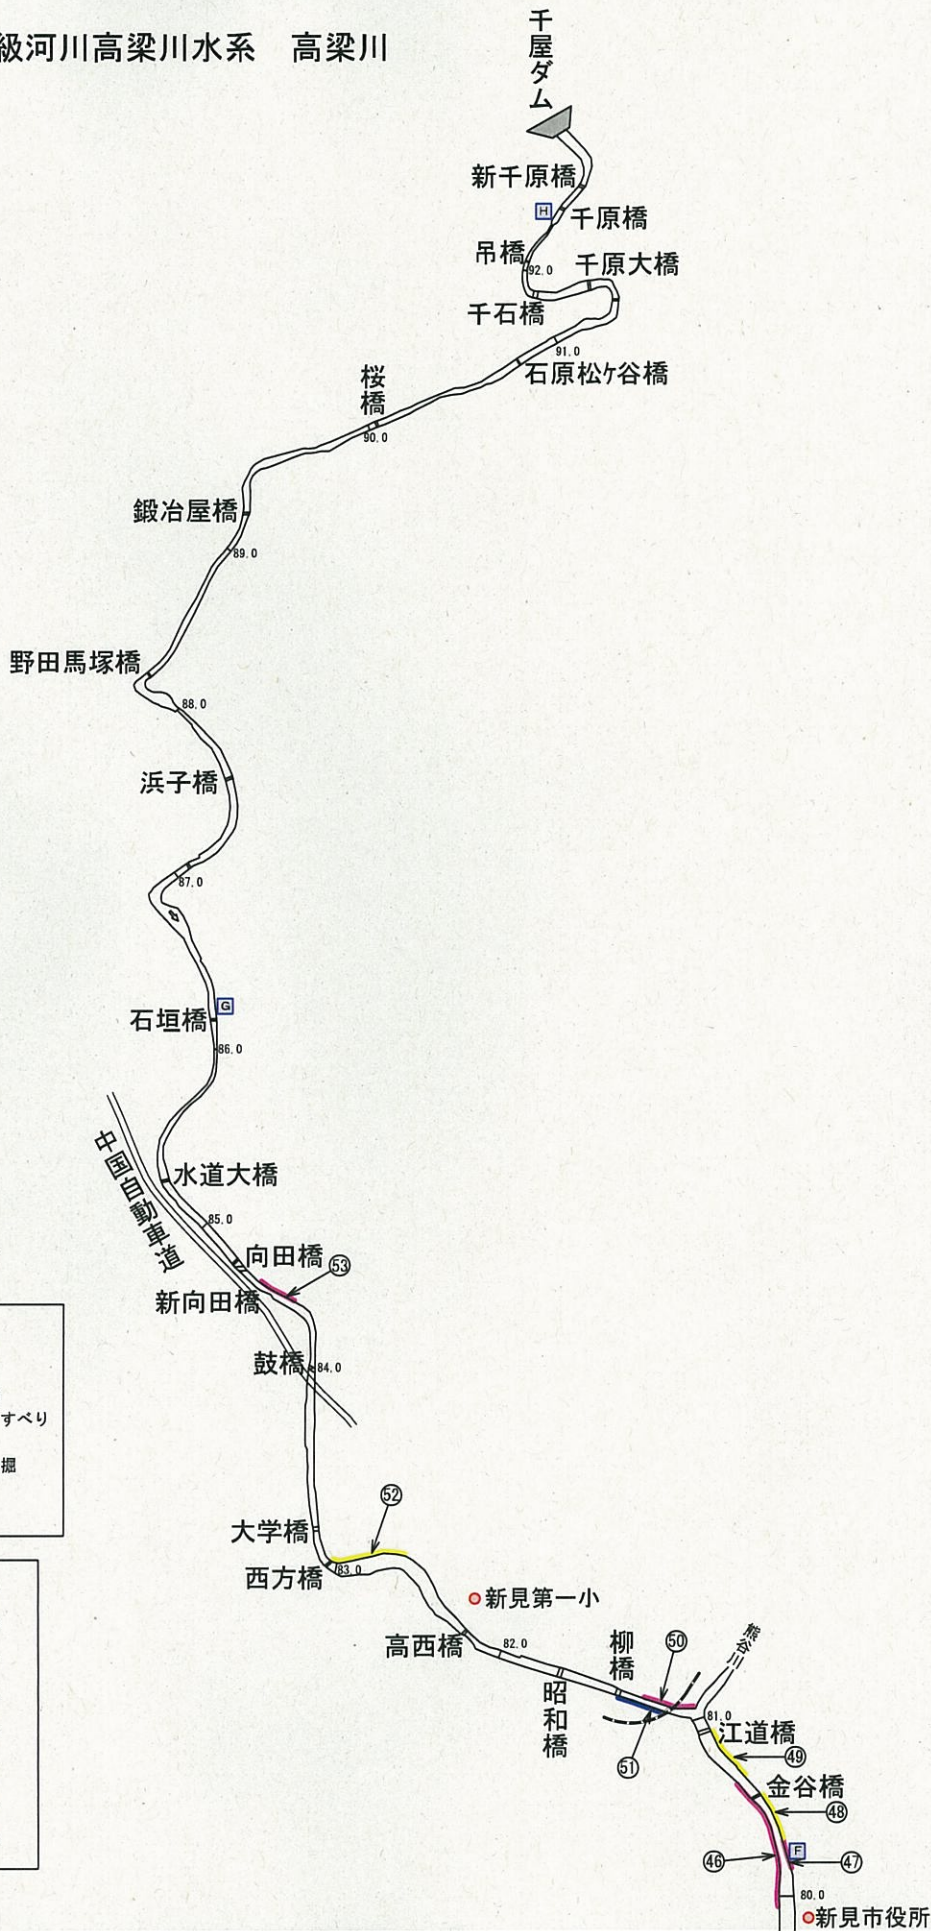 級河川高梁川水系　高梁川
千屋ダム
新千原橋
H
千原橋
吊橋
92.0
千原大橋
千石橋
91.0
石原松ケ谷橋
桜橋
90.0
鍛冶屋橋
89.0
野田馬塚橋
88.0
浜子橋
87.0
G
石垣橋
86.0
中国自動車道
水道大橋
85.0
向田橋
㊾
新向田橋
鼓橋
84.0
すべり
掘
52
大学橋
西方橋
83.0
新見第一小
高西橋
82.0
柳橋
50
熊谷川
昭和橋
81.0
江道橋
51
49
金谷橋
48
F
46
47
80.0
新見市役所